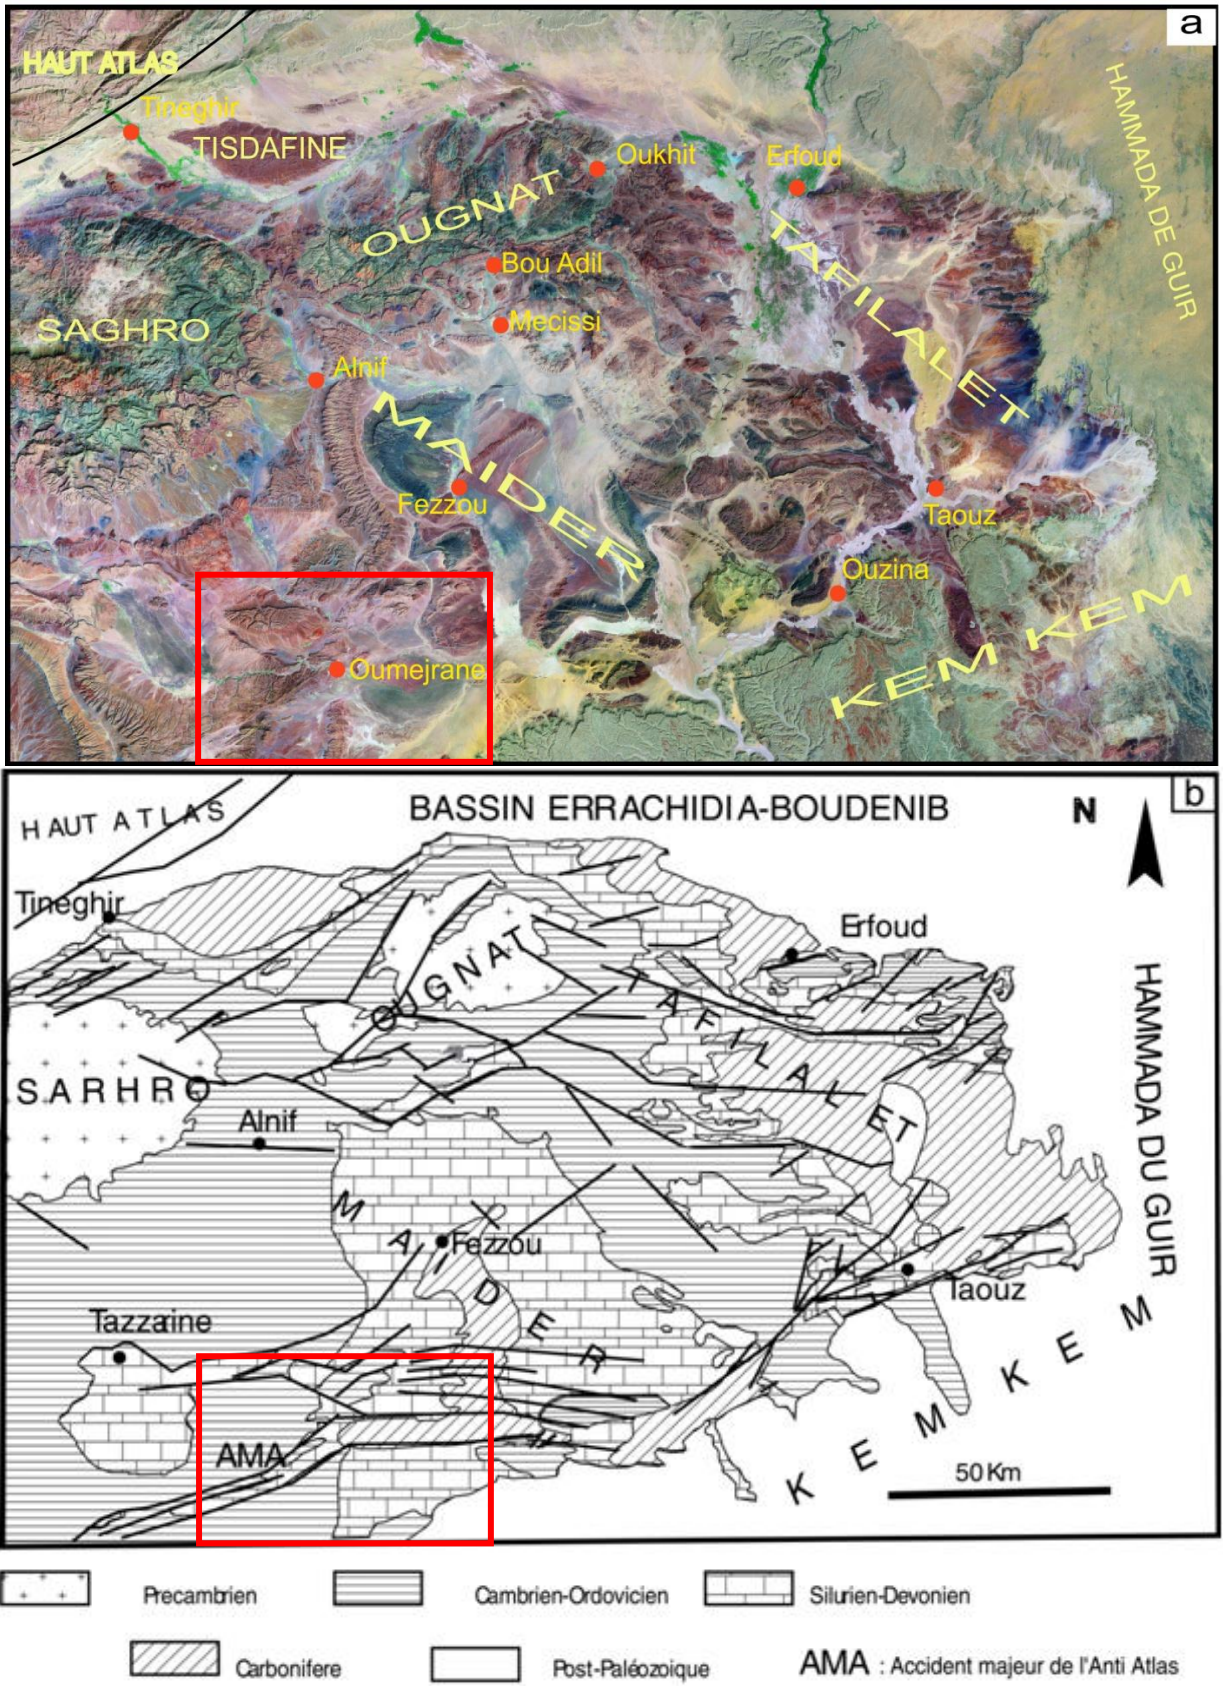 a
HAUT ATLAS
Tineghir
TISDAFINE
Oukhit
Erfoud
HAMMADA DE GUIR
OUGNAT
TAFILALET
Bou Adil
SAGHRO
Mecissi
Alnif
MAIDER
Fezzou
Taouz
Ouzina
KEM KEM
Oumejrane
b
HAUT ATLAS
BASSIN ERRACHIDIA-BOUDENIB
N
Tineghir
Erfoud
OUGNAT
TAFILALET
HAMMADA DU GUIR
SARHRO
Alnif
MAIDER
Fezzou
Taouz
Tazzaine
KEM KEM
AMA
50 Km
Precambrien
Cambrien-Ordovicien
Silurien-Devonien
Carbonifere
Post-Paléozoique
AMA : Accident majeur de l'Anti Atlas